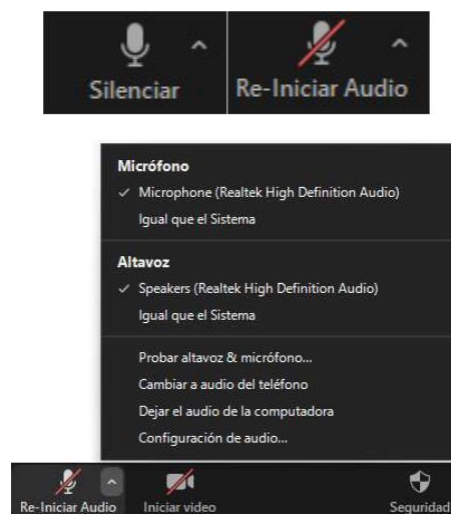 Silenciar
Re-Iniciar Audio
Micrófono
Microphone (Realtek High Definition Audio)
Igual que el Sistema
Altavoz
Speakers (Realtek High Definition Audio)
Igual que el Sistema
Probar altavoz & micrófono...
Cambiar a audio del teléfono
Dejar el audio de la computadora
Configuración de audio...
Re-Iniciar Audio
Iniciar video
Seguridad